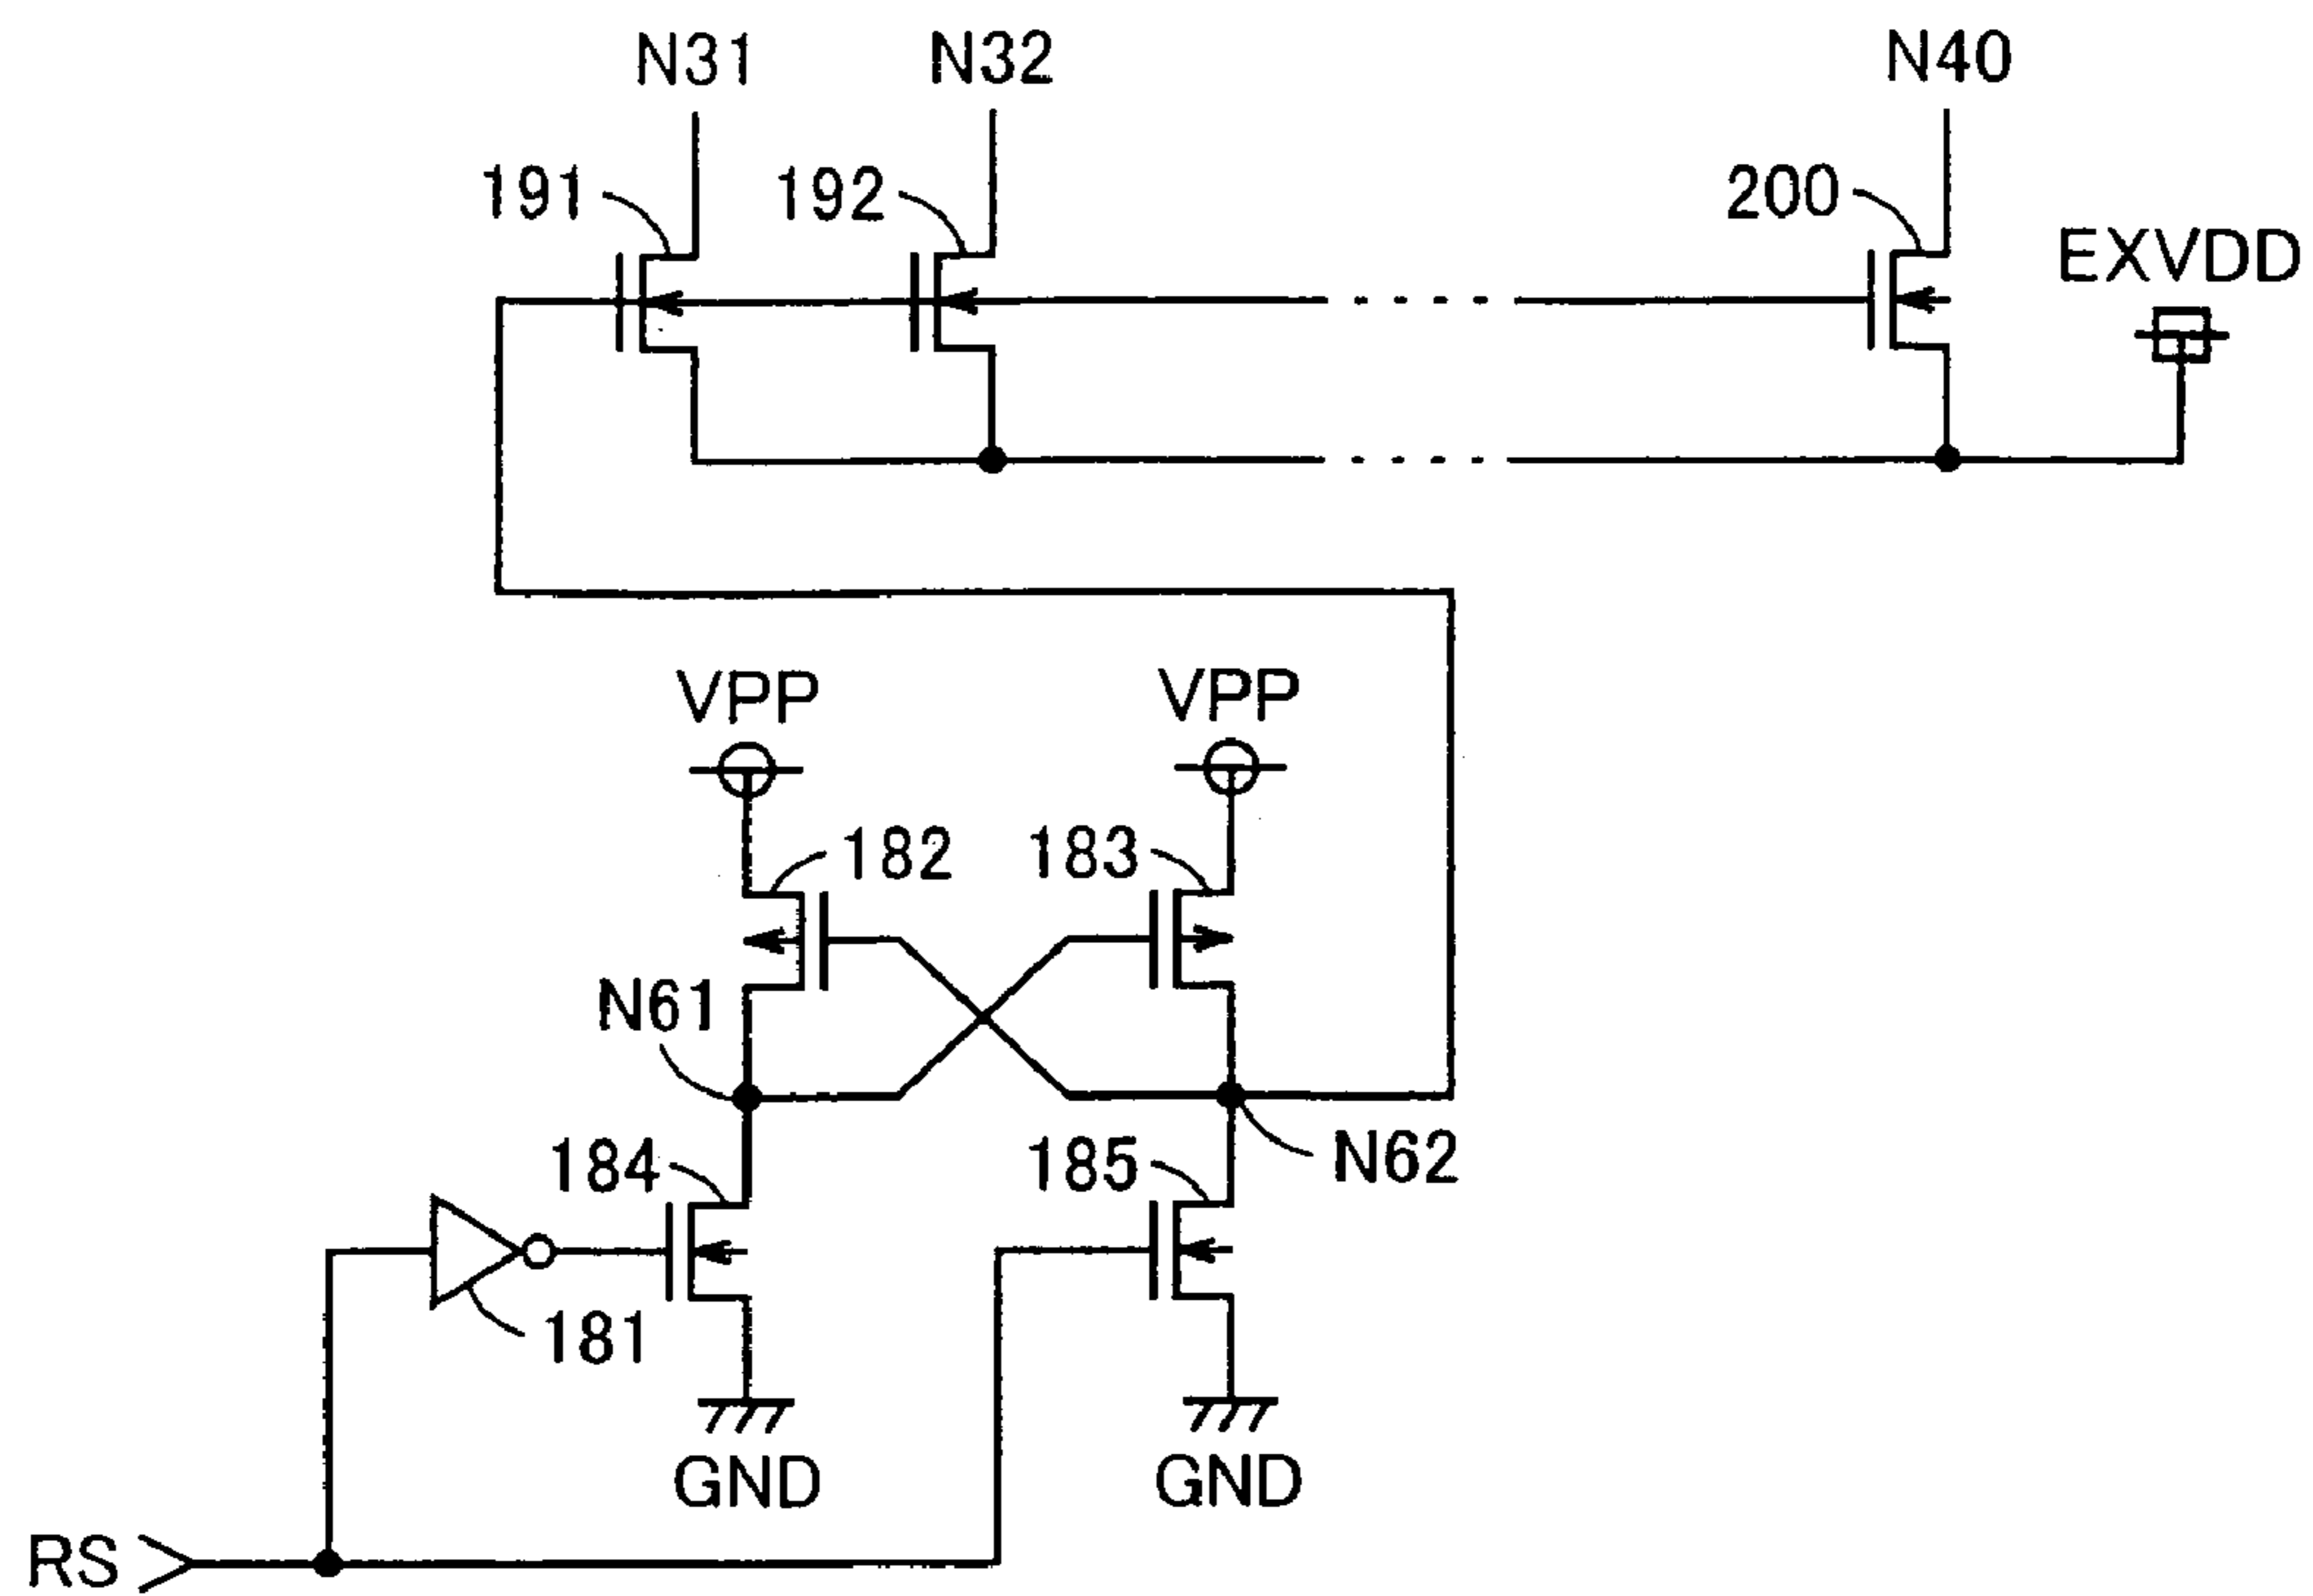 N31
N32
N40
191
192
200
EXVDD
VPP
VPP
182
183
N61
184
185
N62
181
GND
GND
RS